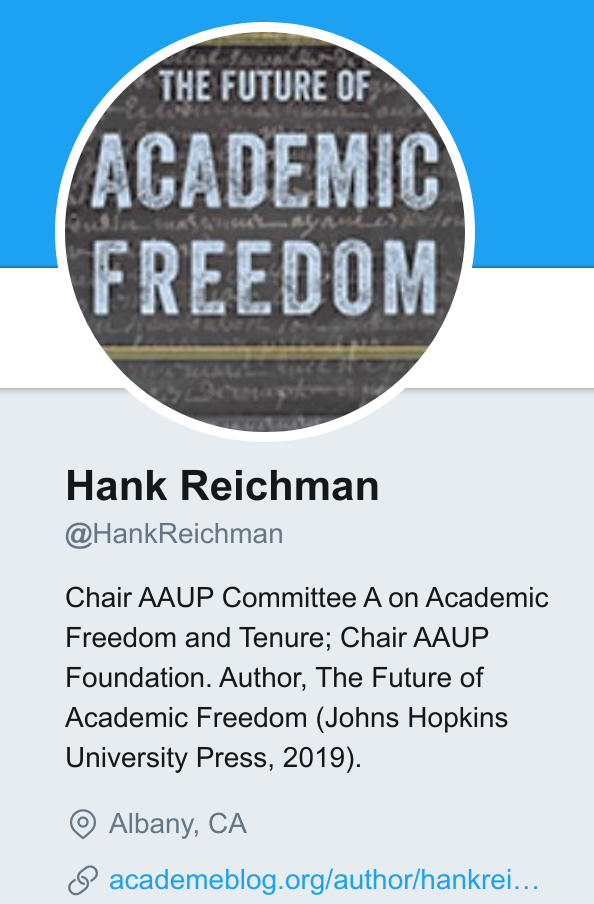 THE FUTURE OF
ACADEMIC
FREEDOM
Hank Reichman
@HankReichman
Chair AAUP Committee A on Academic
Freedom and Tenure; Chair AAUP
Foundation. Author, The Future of
Academic Freedom (Johns Hopkins
University Press, 2019).
Albany, CA
academeblog.org/author/hankrei…